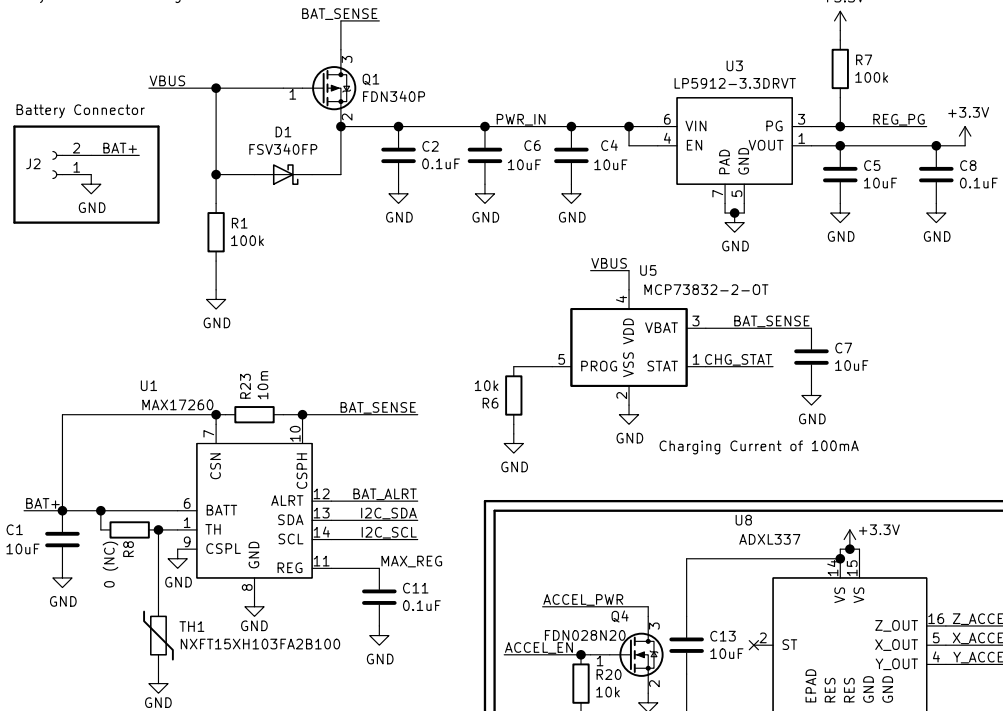 BAT_SENSE
+3.3V
VBUS
3
Q1
FDN340P
1
2
U3
LP5912-3.3DRVT
R7
100k
Battery Connector
J2
2
BAT+
1
GND
D1
FSV340FP
PWR_IN
C2
0.1uF
GND
C6
10uF
GND
C4
10uF
GND
6
VIN
4
EN
PG
3
REG_PG
VOUT
1
+3.3V
PAD
GND
7
5
GND
C5
10uF
GND
C8
0.1uF
GND
R1
100k
GND
VBUS
U5
MCP73832-2-OT
4
VDD
VBAT
3
BAT_SENSE
5
PROG
VSS
STAT
1
CHG_STAT
C7
10uF
GND
10k
R6
GND
2
GND
Charging Current of 100mA
U1
MAX17260
R23
10m
BAT_SENSE
7
CSN
10
CSPH
BAT+
C1
10uF
GND
6
BATT
1
TH
9
CSPL
GND
0 (NC)
R8
ALRT
12
BAT_ALRT
SDA
13
I2C_SDA
SCL
14
I2C_SCL
GND
REG
11
MAX_REG
8
GND
C11
0.1uF
GND
TH1
NXFT15XH103FA2B100
GND
U8
ADXL337
+3.3V
14
15
VS
VS
ACCEL_PWR
Q4
FDN028N20
3
ACCEL_EN
1
2
R20
10k
C13
10uF
2
ST
Z_OUT
16
Z_ACCE
X_OUT
5
X_ACCE
Y_OUT
4
Y_ACCE
EPAD
RES
RES
GND
GND